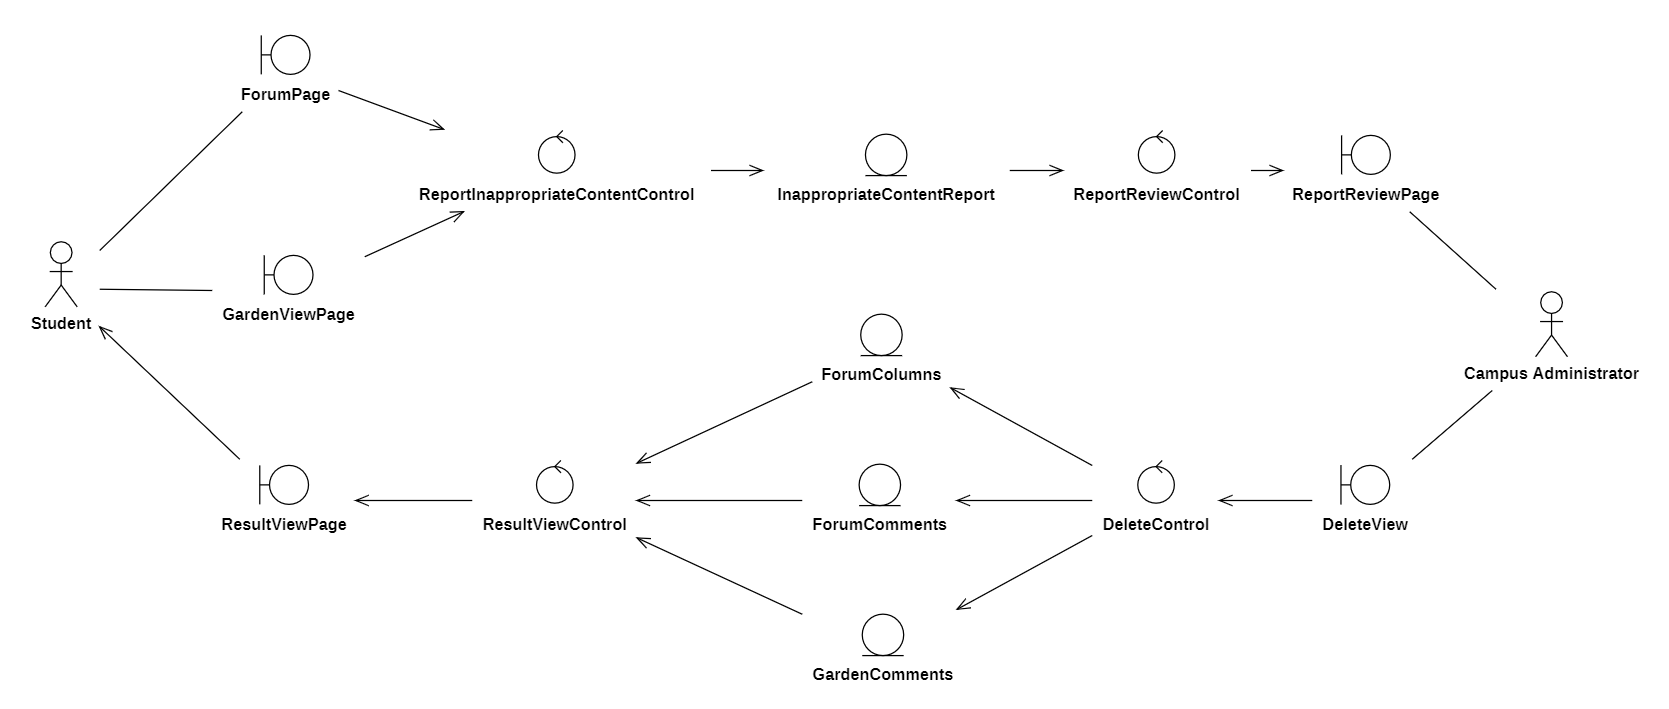 ForumPage
ReportInappropriateContentControl
InappropriateContentReport
ReportReviewControl
ReportReviewPage
GardenViewPage
Student
ForumColumns
Campus Administrator
ResultViewPage
ResultViewControl
ForumComments
DeleteControl
DeleteView
GardenComments